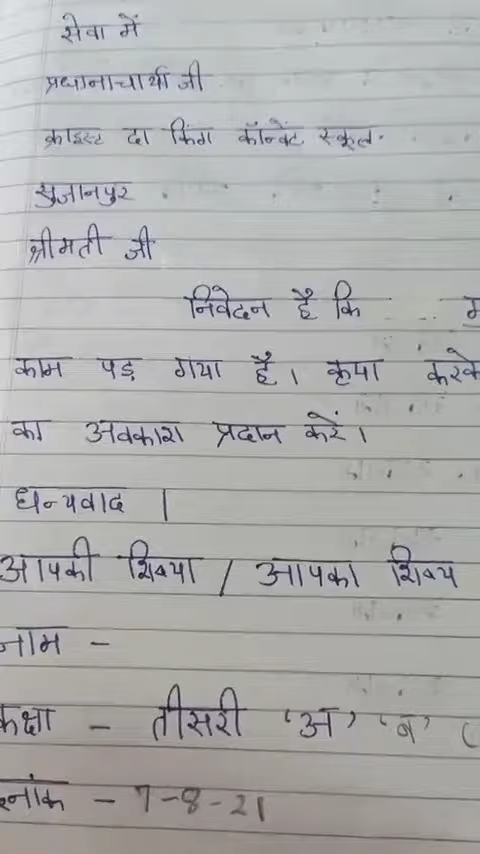 सेवा में
प्रधानाचार्या जी
क्राइस्ट दा किंग कॉन्वेंट स्कूल.
सुजानपुर
श्रीमती जी
निवेदन है कि
काम पड़ गया है। कृपा करके
का अवकाश प्रदान करें।
धन्यवाद ।
आपकी शिष्या / आपका शिष्य
नाम -
कक्षा - तीसरी 'अ' 'ब' (
- 7-8-21